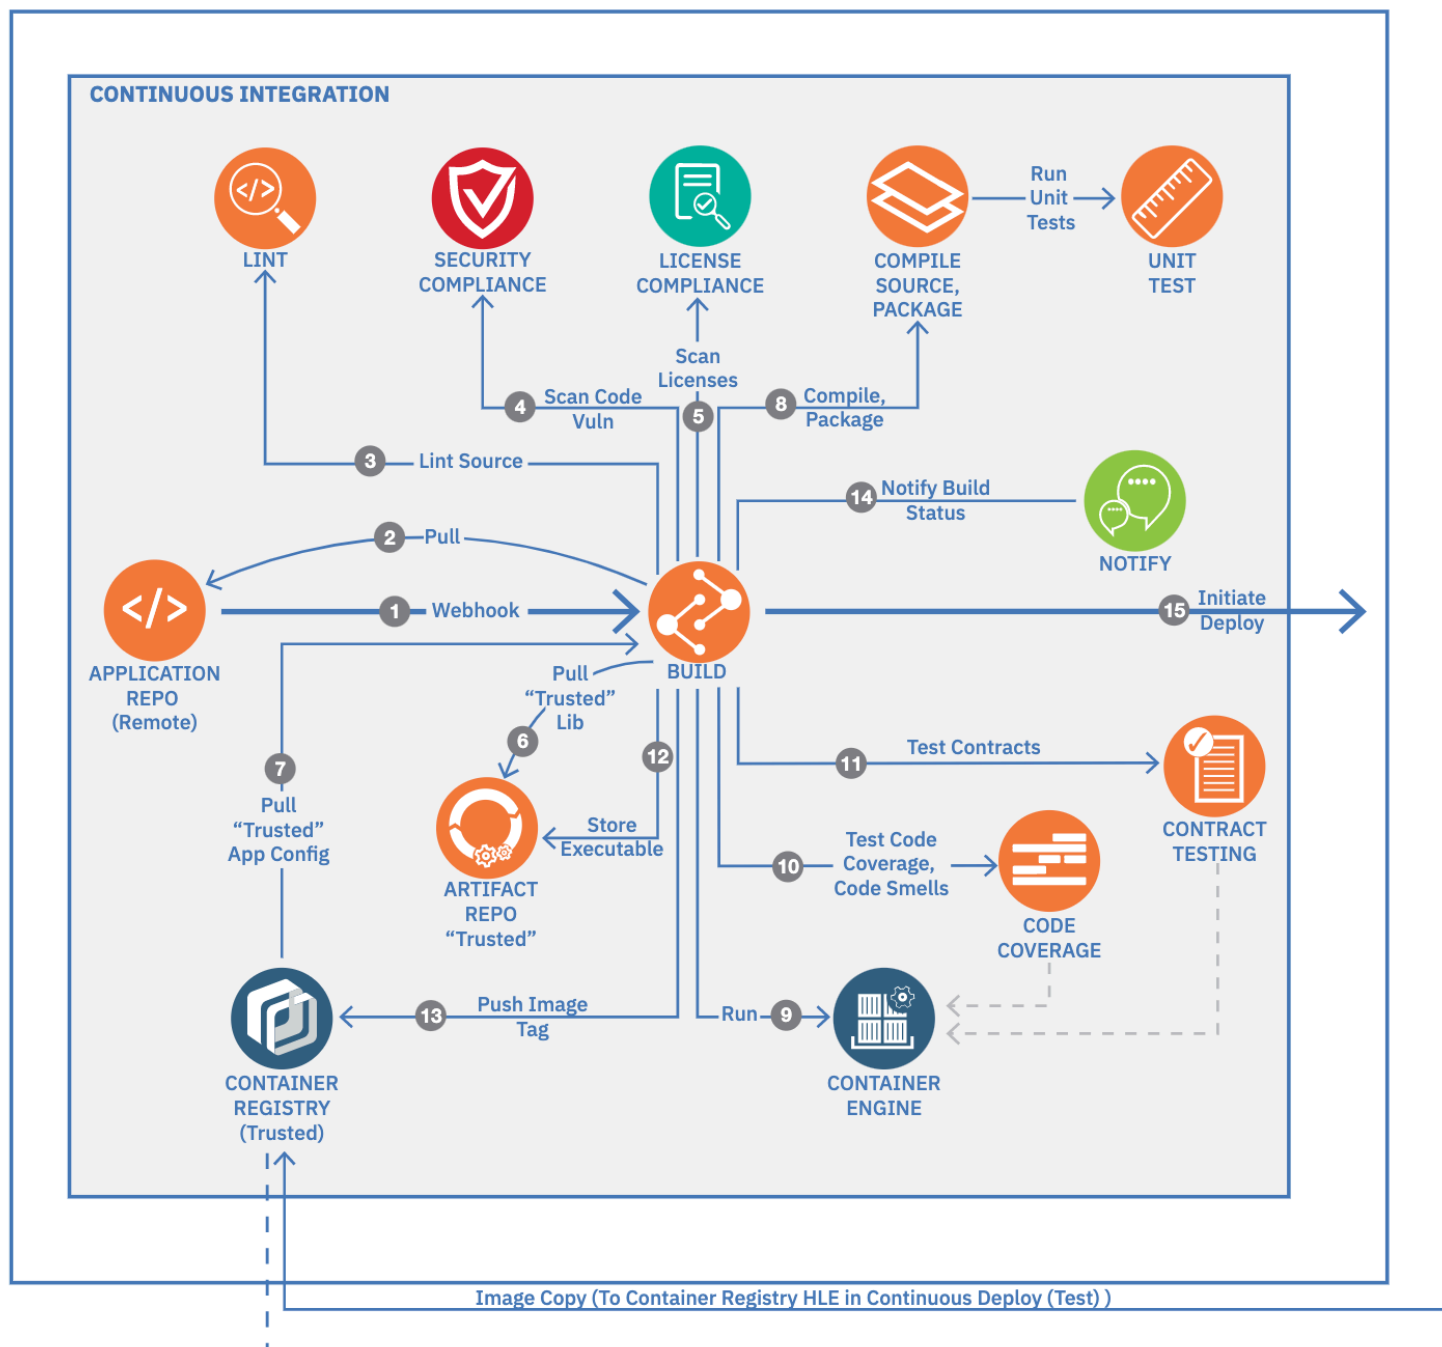 CONTINUOUS INTEGRATION
</>
LINT
SECURITY
COMPLIANCE
LICENSE
COMPLIANCE
COMPILE
SOURCE,
PACKAGE
Run
Unit
Tests
UNIT
TEST
Scan
Licenses
5
4
Scan Code
Vuln
8
Compile,
Package
3
Lint Source
14
Notify Build
Status
NOTIFY
2
Pull
</>
1
Webhook
APPLICATION
REPO
(Remote)
BUILD
15
Initiate
Deploy
Pull
“Trusted”
Lib
6
12
7
Pull
“Trusted”
App Config
11
Test Contracts
CONTRACT
TESTING
Store
Executable
ARTIFACT
REPO
“Trusted”
10
Test Code
Coverage,
Code Smells
CODE
COVERAGE
13
Push Image
Tag
Run
9
CONTAINER
REGISTRY
(Trusted)
CONTAINER
ENGINE
Image Copy (To Container Registry HLE in Continuous Deploy (Test) )